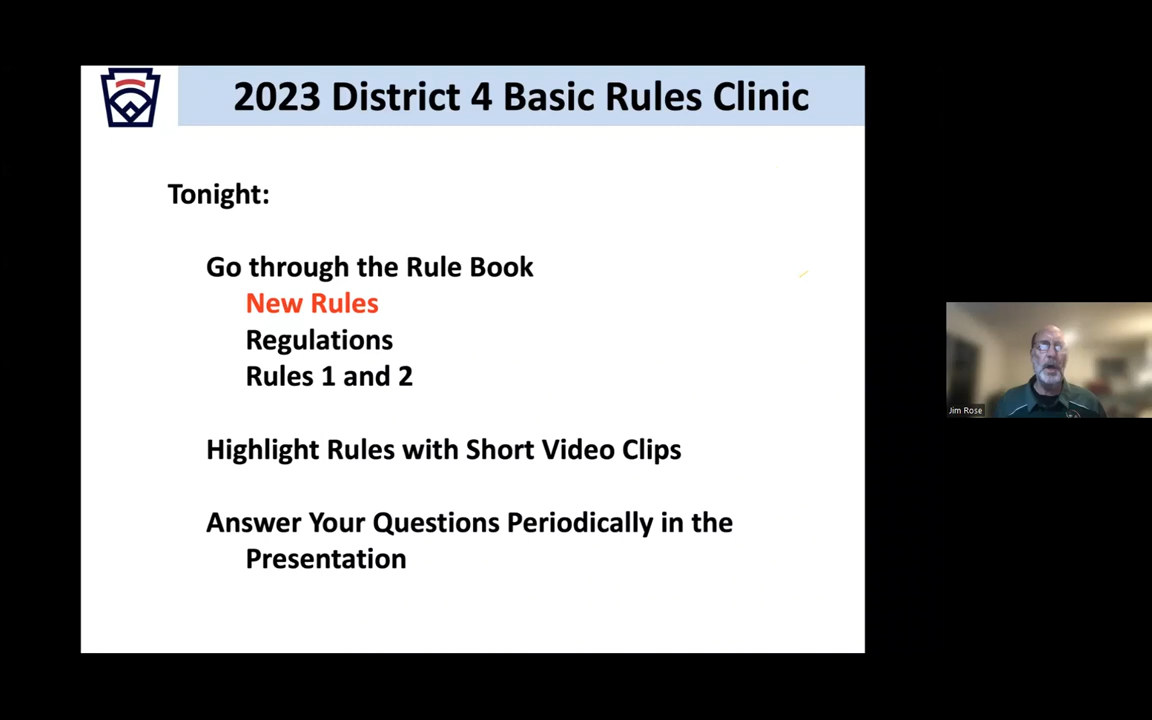 2023 District 4 Basic Rules Clinic
Tonight:
Go through the Rule Book
New Rules
Regulations
Rules 1 and 2
Highlight Rules with Short Video Clips
Answer Your Questions Periodically in the
Presentation
Jim Rose